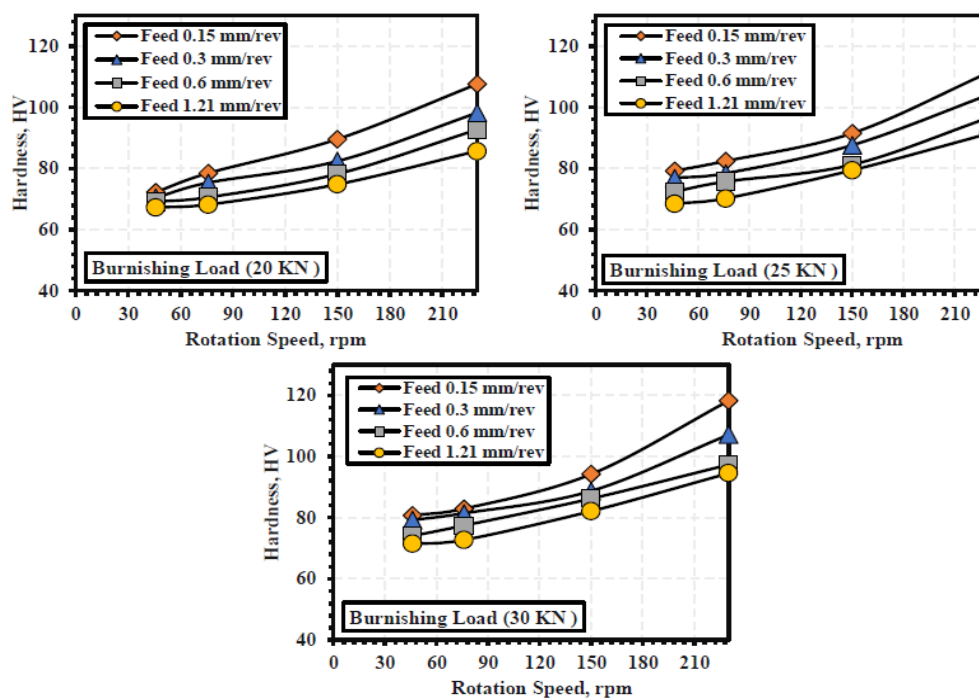 120
100
80
60
40
Hardness, HV
Feed 0.15 mm/rev
Feed 0.3 mm/rev
Feed 0.6 mm/rev
Feed 1.21 mm/rev
Burnishing Load (20 KN )
0 30 60 90 120 150 180 210
Rotation Speed, rpm
120
100
80
60
40
Hardness, HV
Feed 0.15 mm/rev
Feed 0.3 mm/rev
Feed 0.6 mm/rev
Feed 1.21 mm/rev
Burnishing Load (25 KN )
0 30 60 90 120 150 180 210
Rotation Speed, rpm
120
100
80
60
40
Hardness, HV
Feed 0.15 mm/rev
Feed 0.3 mm/rev
Feed 0.6 mm/rev
Feed 1.21 mm/rev
Burnishing Load (30 KN )
0 30 60 90 120 150 180 210
Rotation Speed, rpm